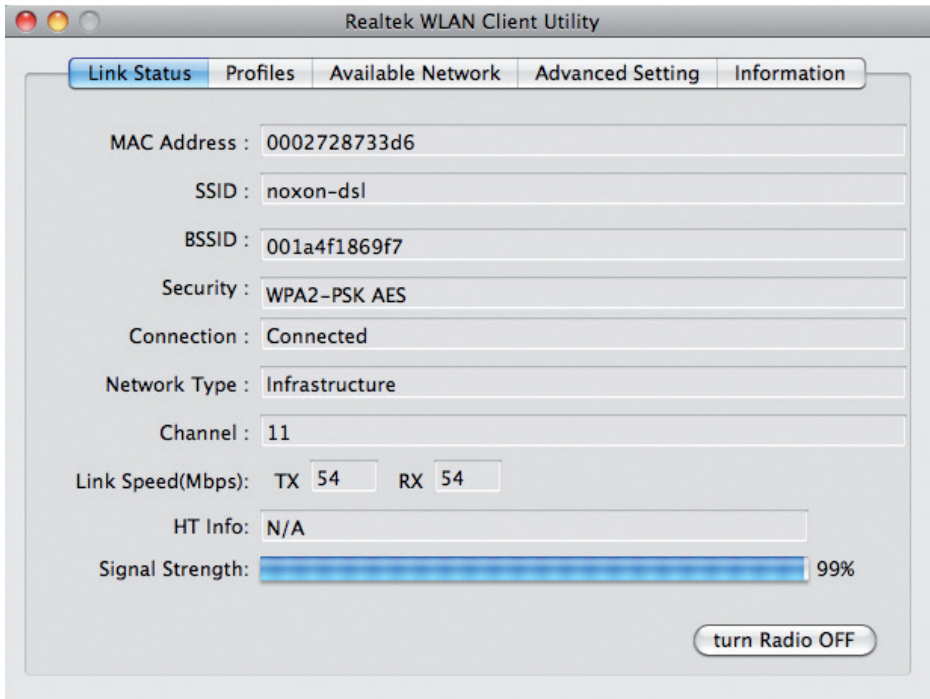 Realtek WLAN Client Utility
Link Status Profiles Available Network Advanced Setting Information
MAC Address : 0002728733d6
SSID : noxon-dsl
BSSID : 001a4f1869f7
Security : WPA2-PSK AES
Connection : Connected
Network Type : Infrastructure
Channel : 11
Link Speed(Mbps): TX 54 RX 54
HT Info: N/A
Signal Strength: 99%
turn Radio OFF